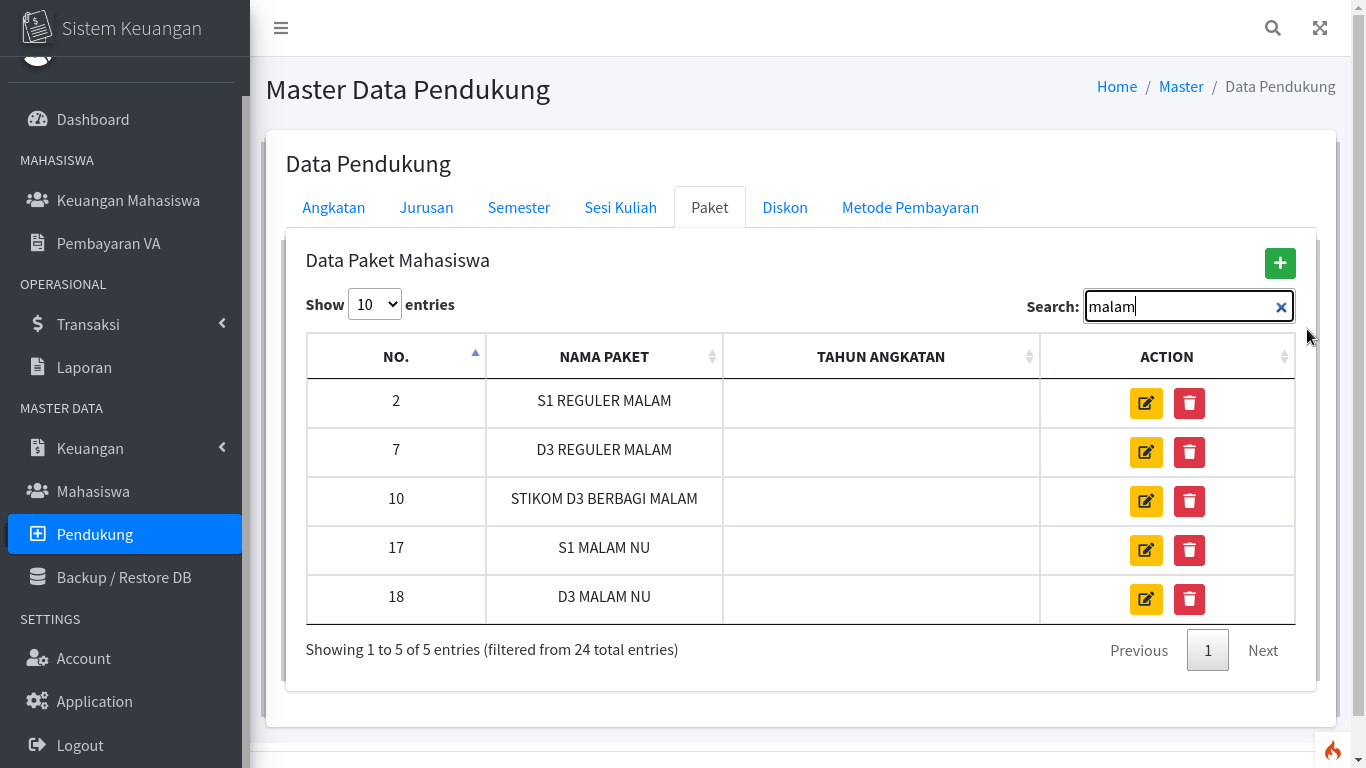 Sistem Keuangan
Dashboard
MAHASISWA
Keuangan Mahasiswa
Pembayaran VA
OPERASIONAL
Transaksi
Laporan
MASTER DATA
Keuangan
Mahasiswa
Pendukung
Backup / Restore DB
SETTINGS
Account
Application
Logout
Master Data Pendukung
Home / Master / Data Pendukung
Data Pendukung
Angkatan Jurusan Semester Sesi Kuliah Paket Diskon Metode Pembayaran
Data Paket Mahasiswa
Show 10 entries Search: malam
NO. NAMA PAKET TAHUN ANGKATAN ACTION
2 S1 REGULER MALAM
7 D3 REGULER MALAM
10 STIKOM D3 BERBAGI MALAM
17 S1 MALAM NU
18 D3 MALAM NU
Showing 1 to 5 of 5 entries (filtered from 24 total entries) Previous 1 Next